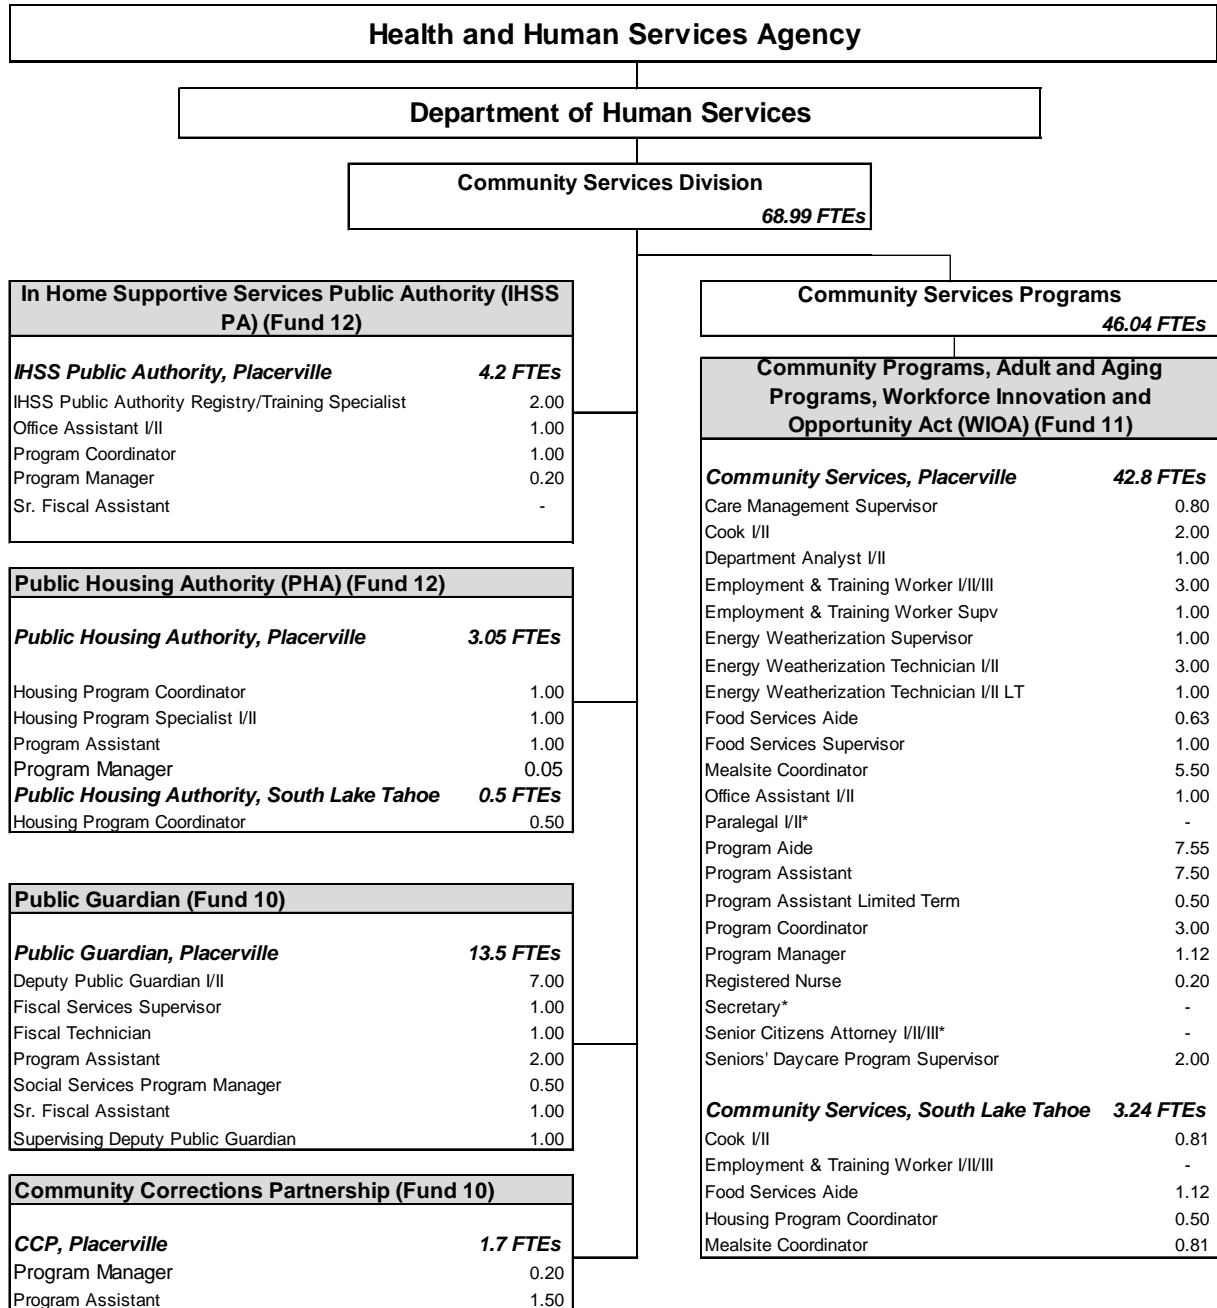 Health and Human Services Agency
Department of Human Services
Community Services Division
68.99 FTEs
In Home Supportive Services Public Authority (IHSS
PA) (Fund 12)
IHSS Public Authority, Placerville 4.2 FTEs
IHSS Public Authority Registry/Training Specialist 2.00
Office Assistant I/II 1.00
Program Coordinator 1.00
Program Manager 0.20
Sr. Fiscal Assistant -
Public Housing Authority (PHA) (Fund 12)
Public Housing Authority, Placerville 3.05 FTEs
Housing Program Coordinator 1.00
Housing Program Specialist I/II 1.00
Program Assistant 1.00
Program Manager 0.05
Public Housing Authority, South Lake Tahoe 0.5 FTEs
Housing Program Coordinator 0.50
Public Guardian (Fund 10)
Public Guardian, Placerville 13.5 FTEs
Deputy Public Guardian I/II 7.00
Fiscal Services Supervisor 1.00
Fiscal Technician 1.00
Program Assistant 2.00
Social Services Program Manager 0.50
Sr. Fiscal Assistant 1.00
Supervising Deputy Public Guardian 1.00
Community Corrections Partnership (Fund 10)
CCP, Placerville 1.7 FTEs
Program Manager 0.20
Program Assistant 1.50
Community Services Programs
46.04 FTEs
Community Programs, Adult and Aging
Programs, Workforce Innovation and
Opportunity Act (WIOA) (Fund 11)
Community Services, Placerville 42.8 FTEs
Care Management Supervisor 0.80
Cook I/II 2.00
Department Analyst I/II 1.00
Employment & Training Worker I/II/III 3.00
Employment & Training Worker Supv 1.00
Energy Weatherization Supervisor 1.00
Energy Weatherization Technician I/II 3.00
Energy Weatherization Technician I/II LT 1.00
Food Services Aide 0.63
Food Services Supervisor 1.00
Mealsite Coordinator 5.50
Office Assistant I/II 1.00
Paralegal I/II* -
Program Aide 7.55
Program Assistant 7.50
Program Assistant Limited Term 0.50
Program Coordinator 3.00
Program Manager 1.12
Registered Nurse 0.20
Secretary* -
Senior Citizens Attorney I/II/III* -
Seniors' Daycare Program Supervisor 2.00
Community Services, South Lake Tahoe 3.24 FTEs
Cook I/II 0.81
Employment & Training Worker I/II/III -
Food Services Aide 1.12
Housing Program Coordinator 0.50
Mealsite Coordinator 0.81